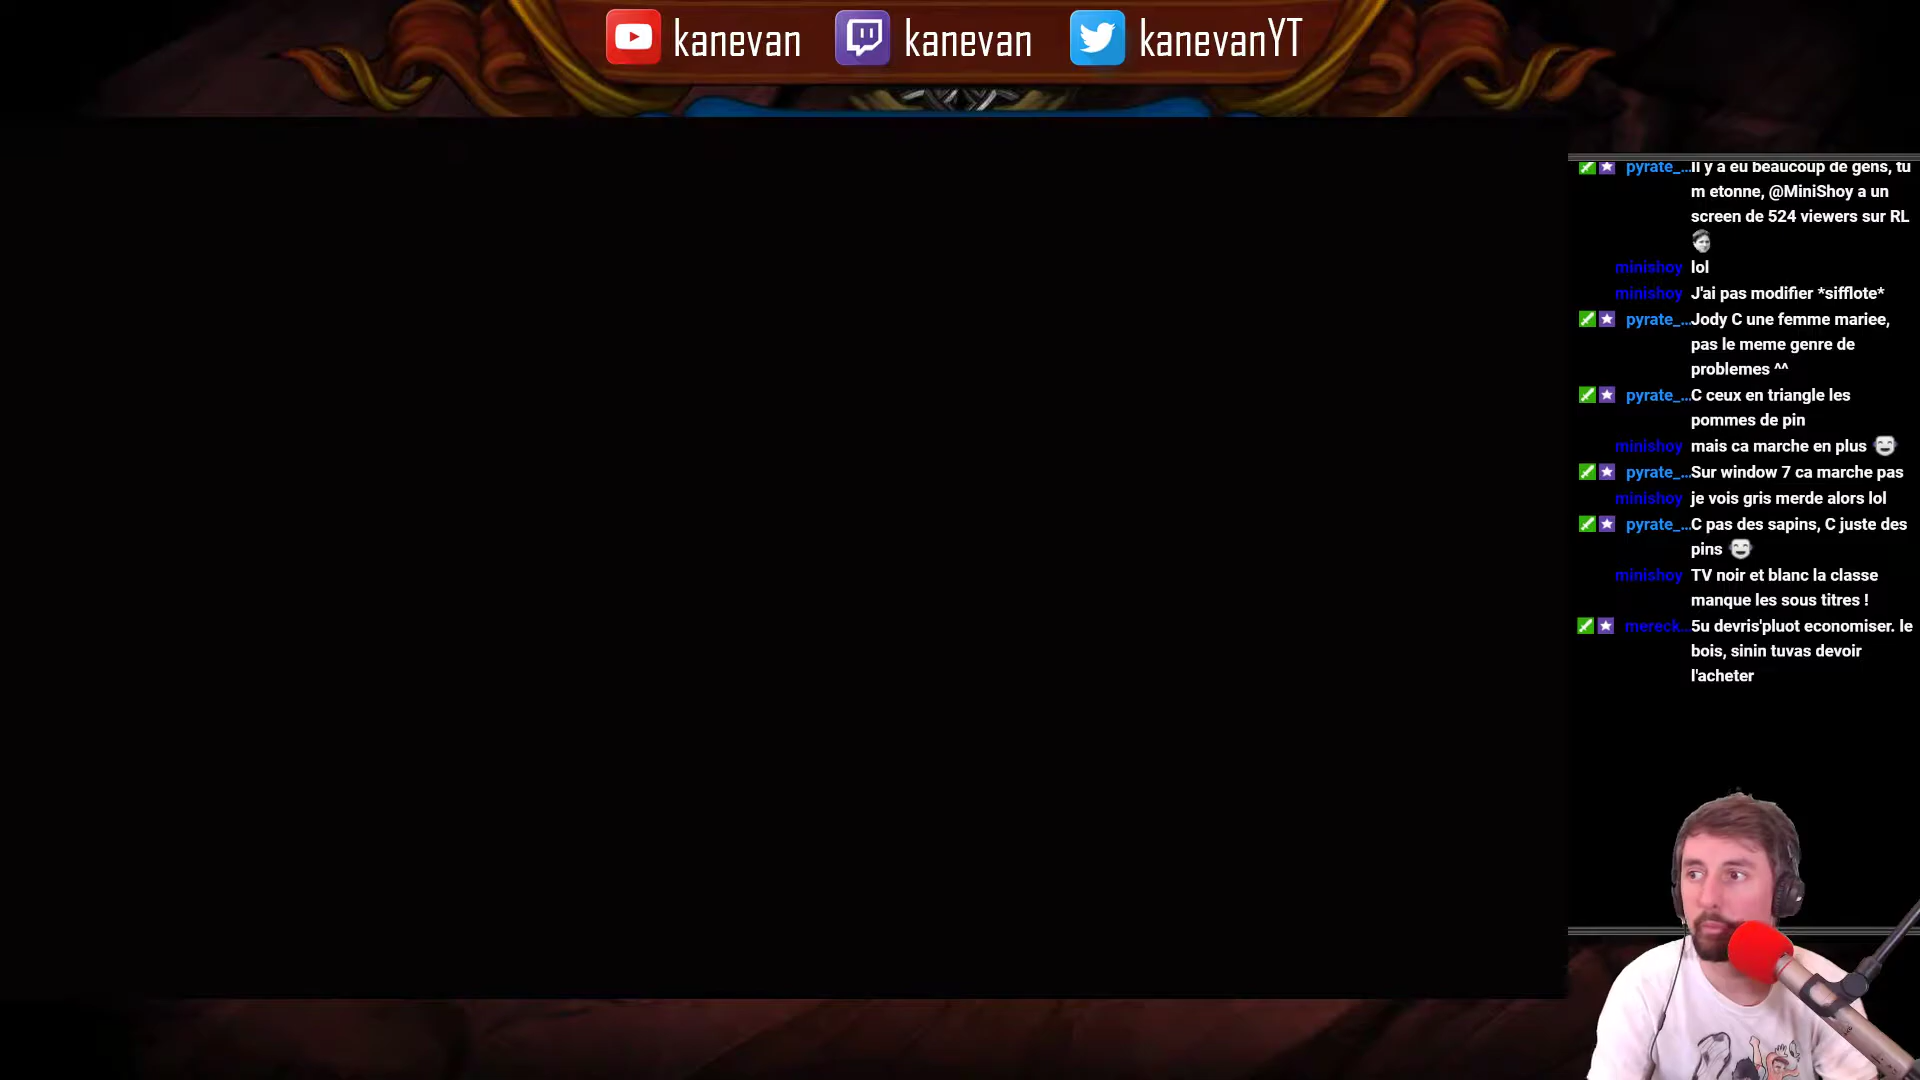 kanevan kanevan kanevanYT
pyrate_... Il y a eu beaucoup de gens, tu
m etonne, @MiniShoy a un
screen de 524 viewers sur RL
minishoy lol
minishoy J'ai pas modifier *sifflote*
pyrate_... Jody C une femme mariee,
pas le meme genre de
problemes ^^
pyrate_... C ceux en triangle les
pommes de pin
minishoy mais ca marche en plus
pyrate_... Sur window 7 ca marche pas
minishoy je vois gris merde alors lol
pyrate_... C pas des sapins, C juste des
pins
minishoy TV noir et blanc la classe
manque les sous titres !
mereck... 5u devris'pluot economiser. le
bois, sinin tuvas devoir
l'acheter